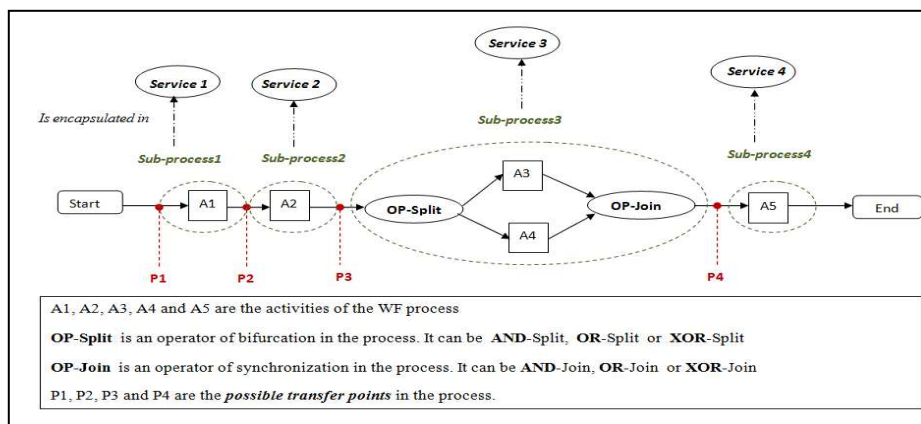 Service 3
Service 1
Service 2
Service 4
Is encapsulated in
Sub-process3
Sub-process1
Sub-process2
Sub-process4
Start
A1
A2
OP-Split
A3
A4
OP-Join
A5
End
P1
P2
P3
P4
A1, A2, A3, A4 and A5 are the activities of the WF process
OP-Split is an operator of bifurcation in the process. It can be AND-Split, OR-Split or XOR-Split
OP-Join is an operator of synchronization in the process. It can be AND-Join, OR-Join or XOR-Join
P1, P2, P3 and P4 are the possible transfer points in the process.